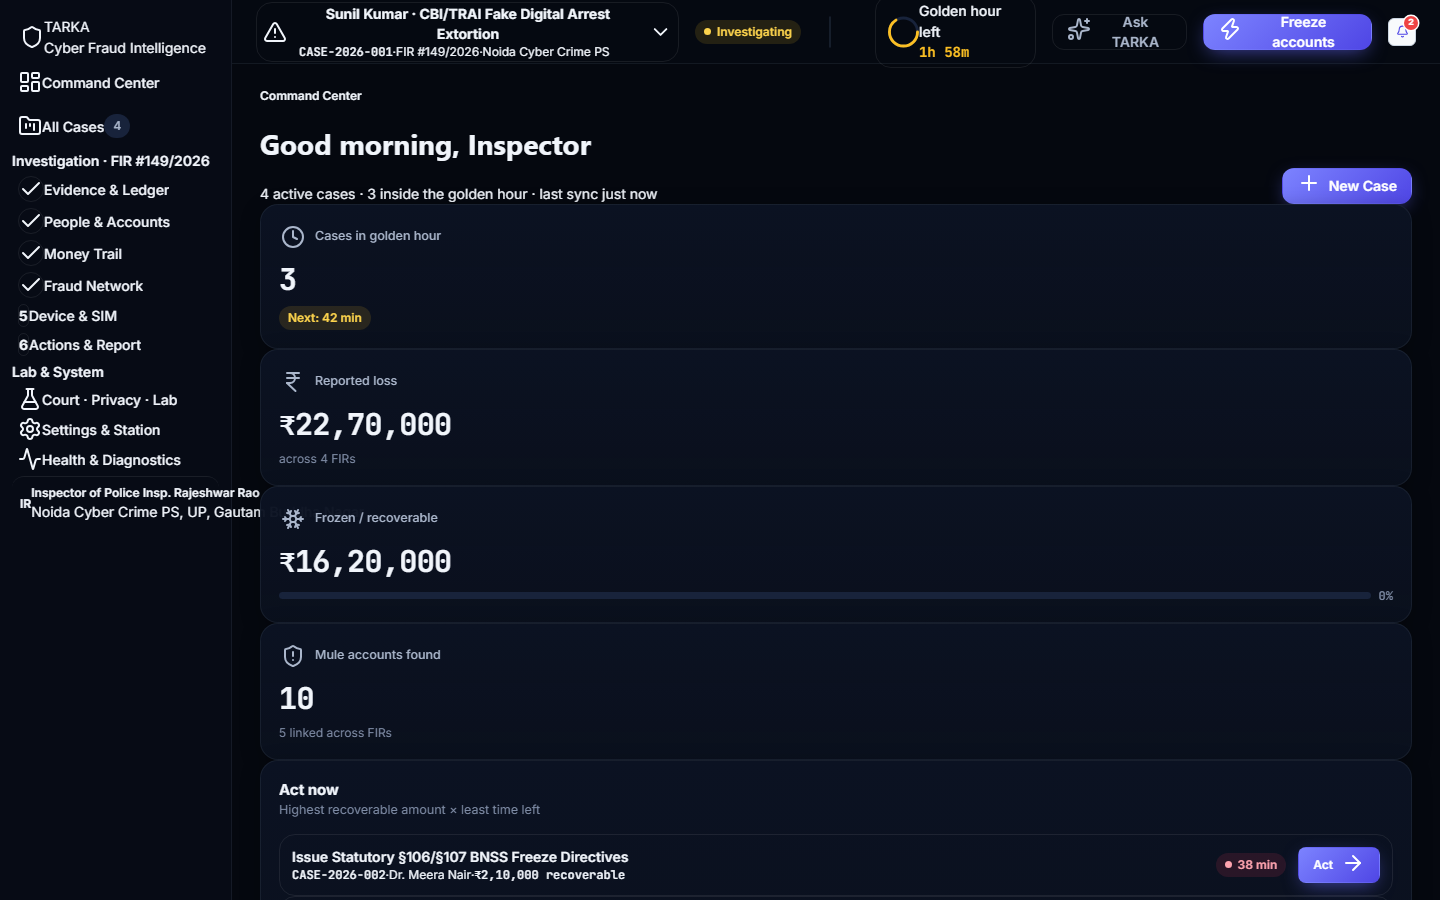 TARKA
Cyber Fraud Intelligence
Command Center
All Cases 4
Investigation · FIR #149/2026
Evidence & Ledger
People & Accounts
Money Trail
Fraud Network
5 Device & SIM
6 Actions & Report
Lab & System
Court · Privacy · Lab
Settings & Station
Health & Diagnostics
IR
Inspector of Police Insp. Rajeshwar Rao
Noida Cyber Crime PS, UP, Gautam
Sunil Kumar · CBI/TRAI Fake Digital Arrest
Extortion
CASE-2026-001·FIR #149/2026·Noida Cyber Crime PS
Investigating
Golden hour
left
1h 58m
Ask
TARKA
Freeze
accounts
2
Command Center
Good morning, Inspector
4 active cases · 3 inside the golden hour · last sync just now
New Case
Cases in golden hour
3
Next: 42 min
Reported loss
₹22,70,000
across 4 FIRs
Frozen / recoverable
₹16,20,000
0%
Mule accounts found
10
5 linked across FIRs
Act now
Highest recoverable amount × least time left
Issue Statutory §106/§107 BNSS Freeze Directives
CASE-2026-002·Dr. Meera Nair·₹2,10,000 recoverable
38 min
Act